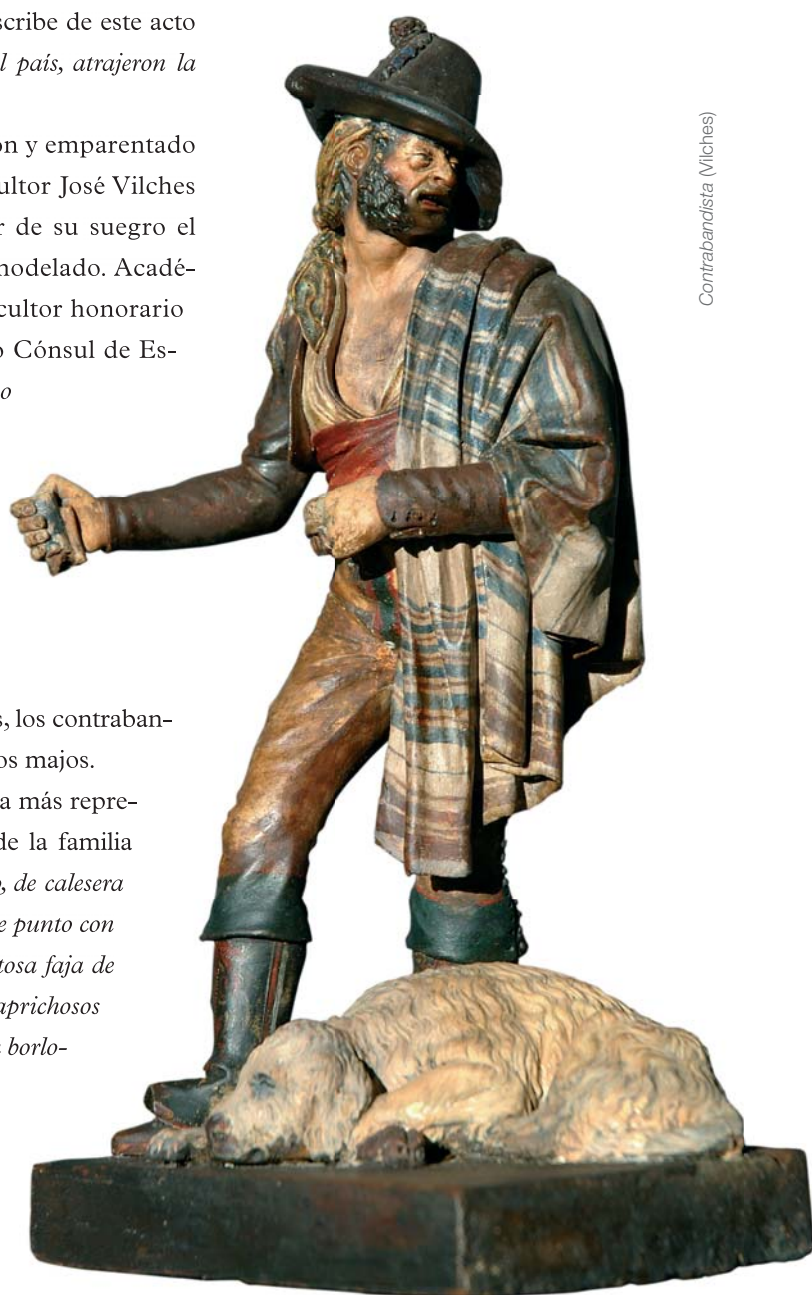 scribe de este acto
l país, atrajeron la
n y emparentado
ultor José Vilches
r de su suegro el
nodelado. Acadé-
cultor honorario
o Cónsul de Es-
o
s, los contraban-
os majos.
a más repre-
de la familia
o, de calesera
e punto con
tosa faja de
aprichosos
n borlo-
Contrabandista (Vilches)